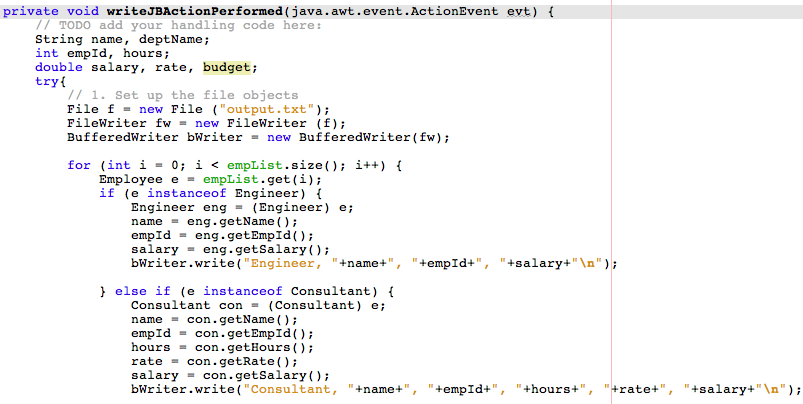 private void writeJBActionPerformed(java.awt.event.ActionEvent evt) {
// TODO add your handling code here:
String name, deptName;
int empId, hours;
double salary, rate, budget;
try{
// 1. Set up the file objects
File f = new File ("output.txt");
FileWriter fw = new FileWriter (f);
BufferedWriter bWriter = new BufferedWriter(fw);
for (int i = 0; i < empList.size(); i++) {
Employee e = empList.get(i);
if (e instanceof Engineer) {
Engineer eng = (Engineer) e;
name = eng.getName();
empId = eng.getEmpId();
salary = eng.getSalary();
bWriter.write("Engineer, "+name+", "+empId+", "+salary+"\n");
} else if (e instanceof Consultant) {
Consultant con = (Consultant) e;
name = con.getName();
empId = con.getEmpId();
hours = con.getHours();
rate = con.getRate();
salary = con.getSalary();
bWriter.write("Consultant, "+name+", "+empId+", "+hours+", "+rate+", "+salary+"\n");